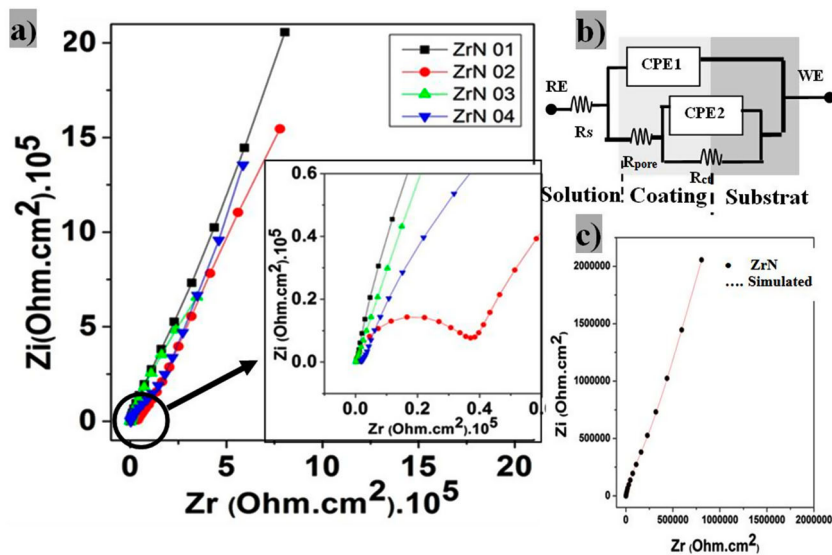 a)
20
15
10
5
0
Zi(Ohm.cm²).10⁵
0
5
10
15
20
Zr (Ohm.cm²).10⁵
ZrN 01
ZrN 02
ZrN 03
ZrN 04
0.6
0.4
0.2
0.0
Zi (Ohm.cm²).10⁵
0.0
0.2
0.4
Zr (Ohm.cm²).10⁵
b)
CPE1
RE
WE
CPE2
Rs
Rpore
Rct
Solution
Coating
Substrat
c)
2000000
1500000
1000000
500000
0
Zi (Ohm.cm²)
ZrN
Simulated
0
500000
1000000
1500000
2000000
Zr (Ohm.cm²)